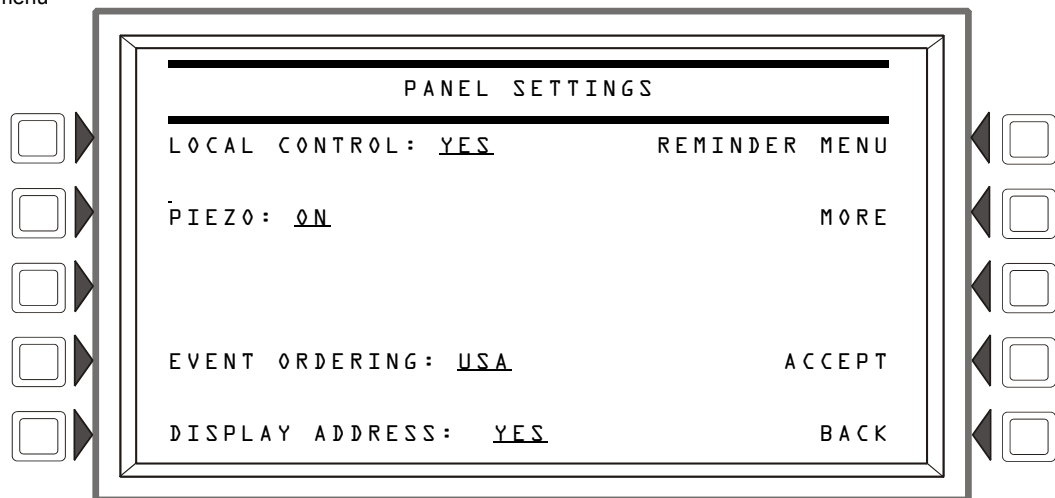 menu
PANEL SETTINGS
LOCAL CONTROL: YES REMINDER MENU
PIEZO: ON MORE
EVENT ORDERING: USA ACCEPT
DISPLAY ADDRESS: YES BACK